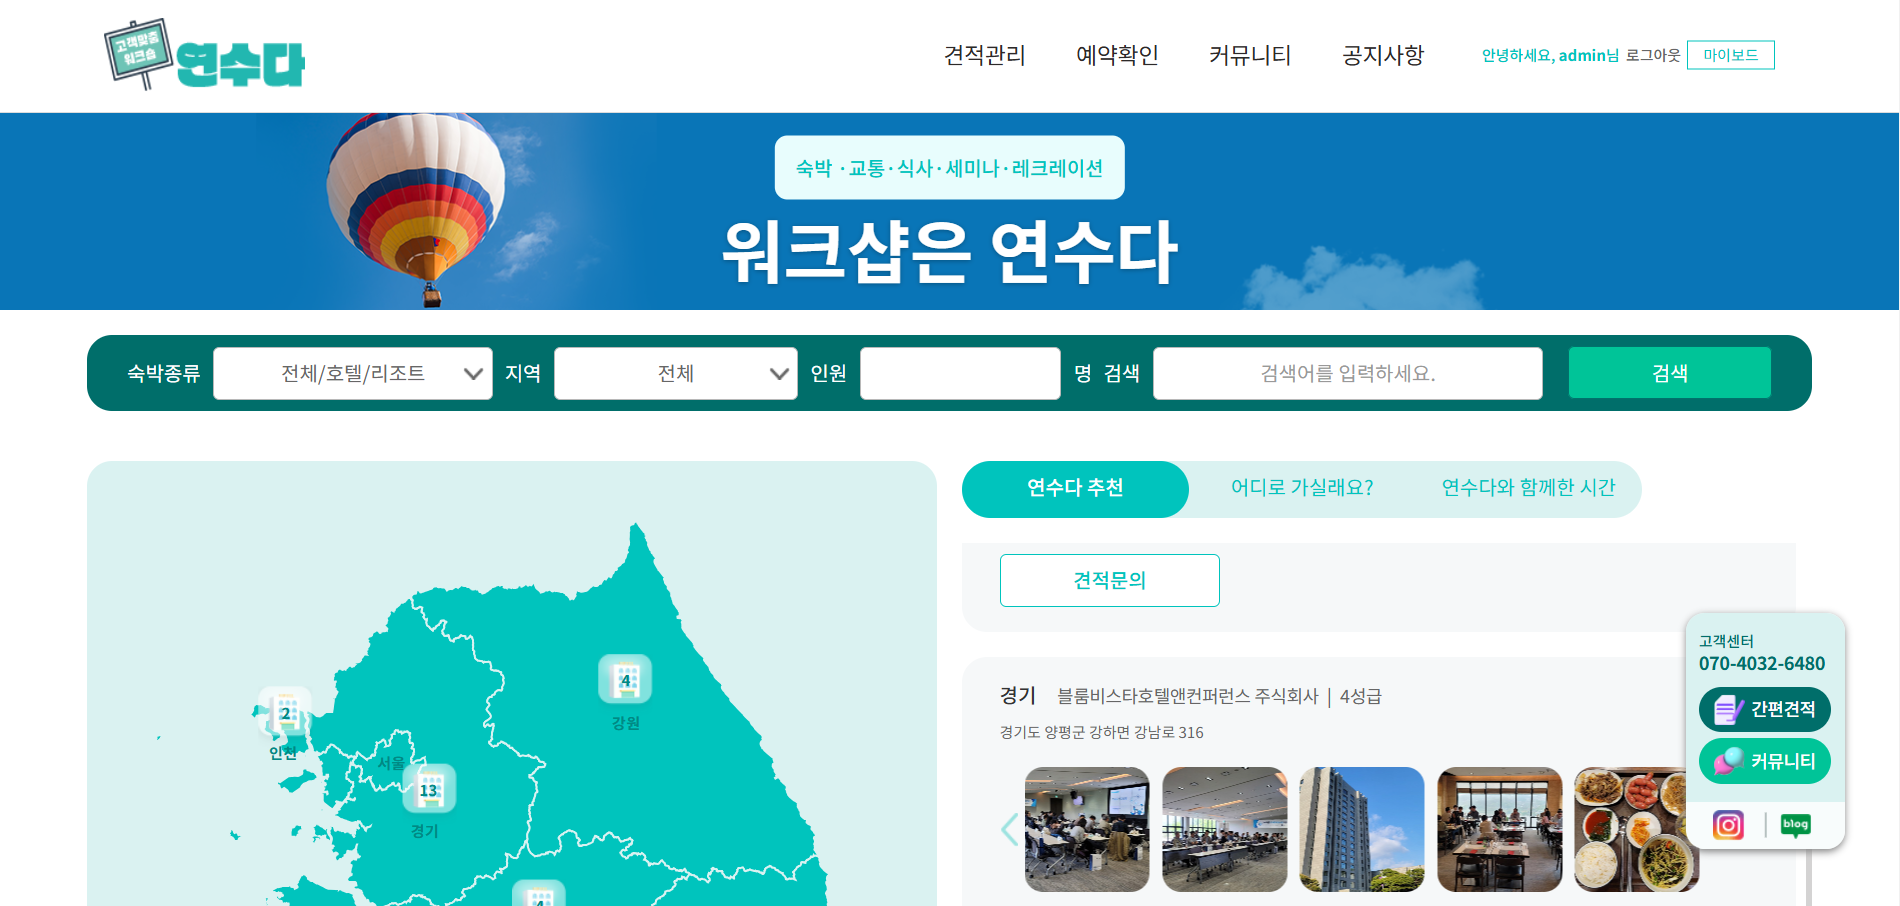 고객맞춤
워크숍
연수다
견적관리 예약확인 커뮤니티 공지사항 안녕하세요, admin님 로그아웃 마이보드
숙박 · 교통 · 식사 · 세미나 · 레크레이션
워크샵은 연수다
숙박종류 전체/호텔/리조트 지역 전체 인원 명 검색 검색어를 입력하세요. 검색
연수다 추천 어디로 가실래요? 연수다와 함께한 시간
견적문의
4
강원
2
인천
서울
13
경기
4
경기 블룸비스타호텔앤컨퍼런스 주식회사 | 4성급
경기도 양평군 강하면 강남로 316
고객센터
070-4032-6480
간편견적
커뮤니티
blog